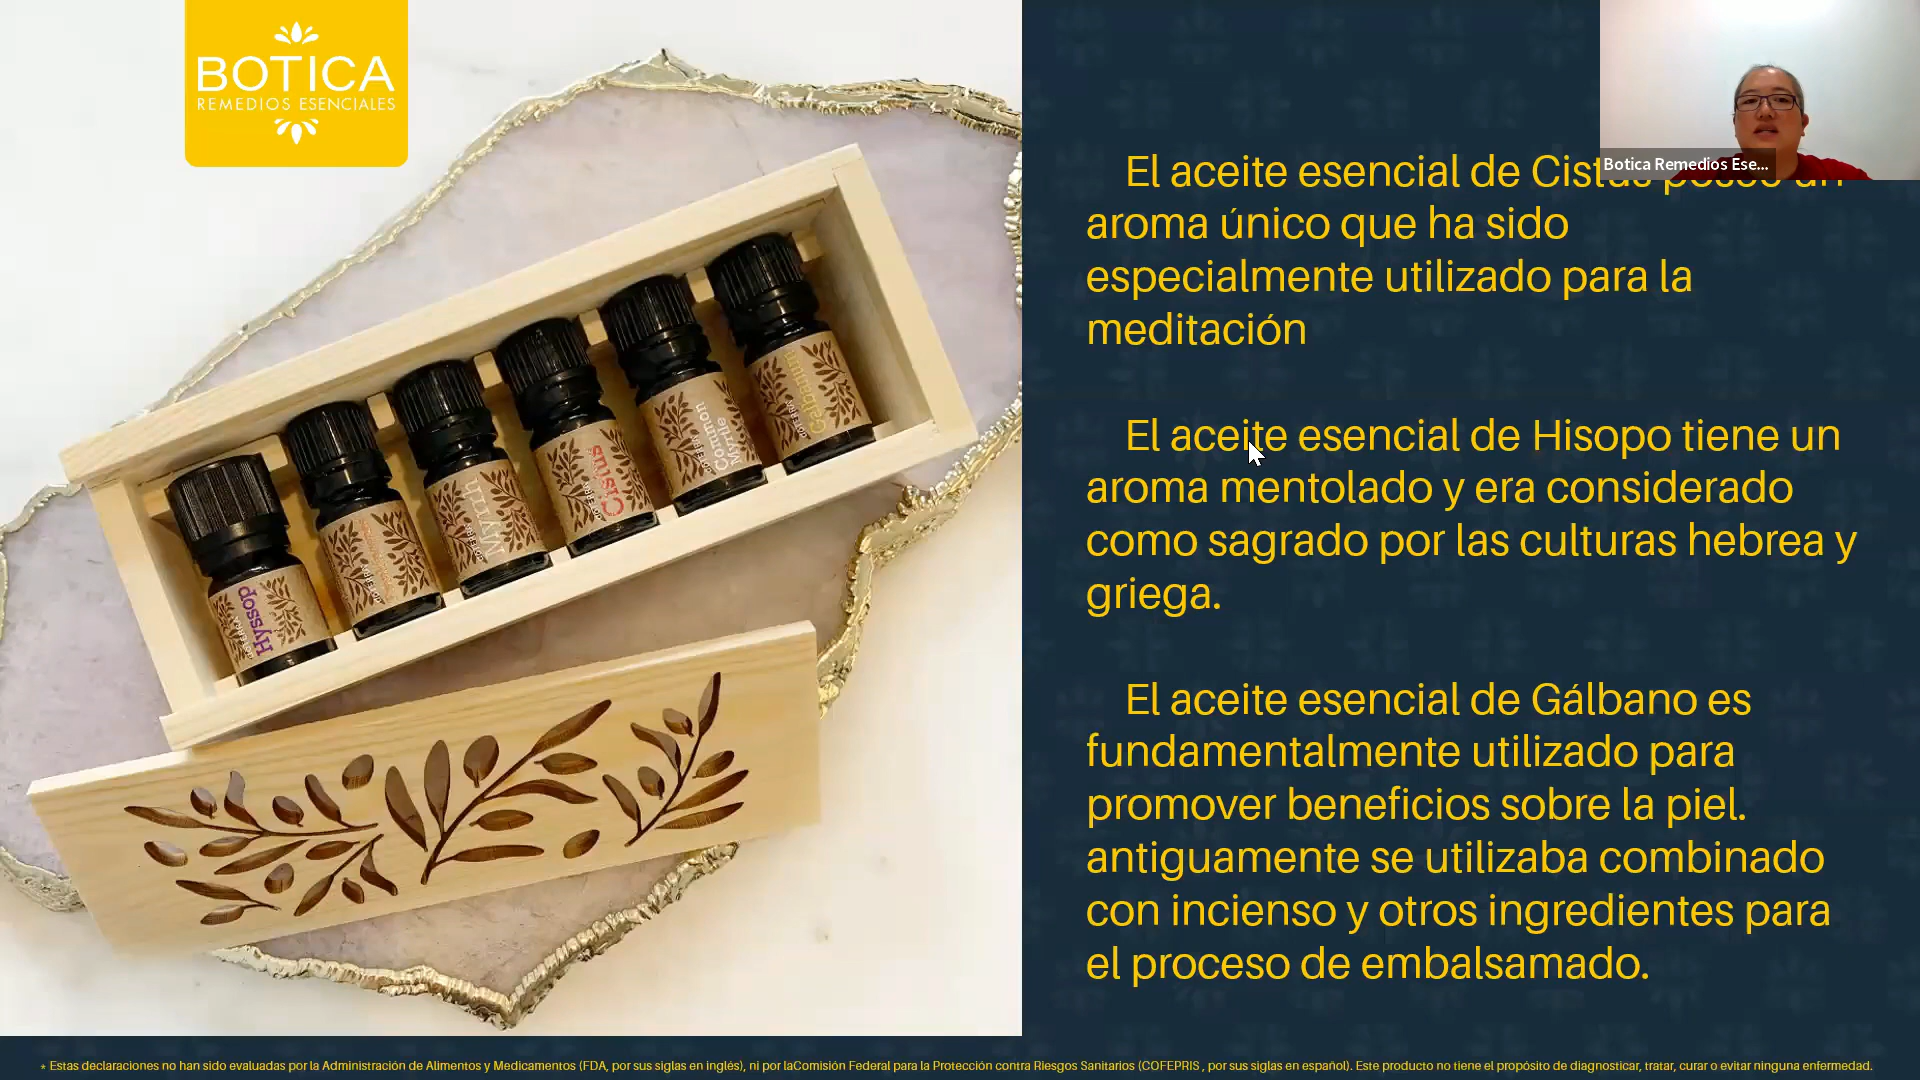 BOTICA
REMEDIOS ESENCIALES
Botica Remedios Ese...
El aceite esencial de Cistus posee un
aroma único que ha sido
especialmente utilizado para la
meditación
El aceite esencial de Hisopo tiene un
aroma mentolado y era considerado
como sagrado por las culturas hebrea y
griega.
El aceite esencial de Gálbano es
fundamentalmente utilizado para
promover beneficios sobre la piel.
antiguamente se utilizaba combinado
con incienso y otros ingredientes para
el proceso de embalsamado.
Hyssop
Myrrh
Cistus
Common
Myrtle
Galbanum
* Estas declaraciones no han sido evaluadas por la Administración de Alimentos y Medicamentos (FDA, por sus siglas en inglés), ni por laComisión Federal para la Protección contra Riesgos Sanitarios (COFEPRIS , por sus siglas en español). Este producto no tiene el propósito de diagnosticar, tratar, curar o evitar ninguna enfermedad.